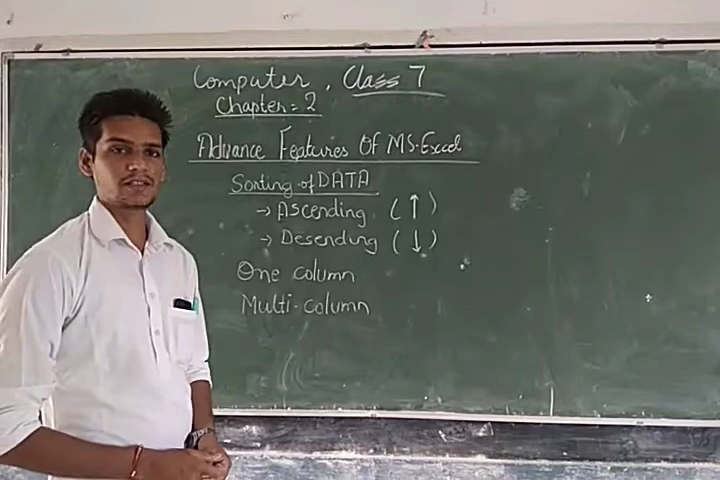 Computer, Class 7
Chapter = 2
Advance Features Of MS-Excel
Sorting of DATA
→ Ascending (↑)
→ Desending (↓)
One column
Multi-column